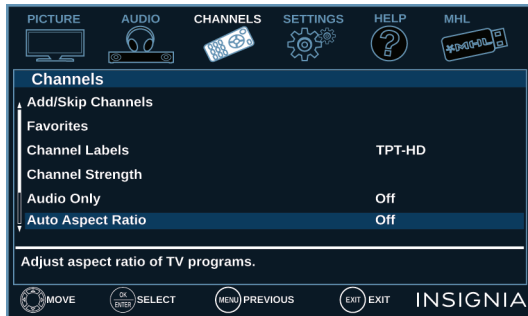 PICTURE AUDIO CHANNELS SETTINGS HELP MHL
MHL
Channels
Add/Skip Channels
Favorites
Channel Labels TPT-HD
Channel Strength
Audio Only Off
Auto Aspect Ratio Off
Adjust aspect ratio of TV programs.
MOVE OK ENTER SELECT MENU PREVIOUS EXIT EXIT INSIGNIA